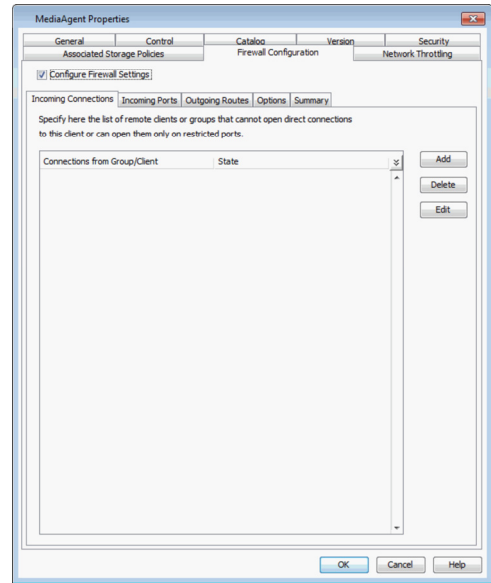 MediaAgent Properties
General Control Catalog Version Security
Associated Storage Policies Firewall Configuration Network Throttling
Configure Firewall Settings
Incoming Connections Incoming Ports Outgoing Routes Options Summary
Specify here the list of remote clients or groups that cannot open direct connections
to this client or can open them only on restricted ports.
Connections from Group/Client State
Add
Delete
Edit
OK Cancel Help